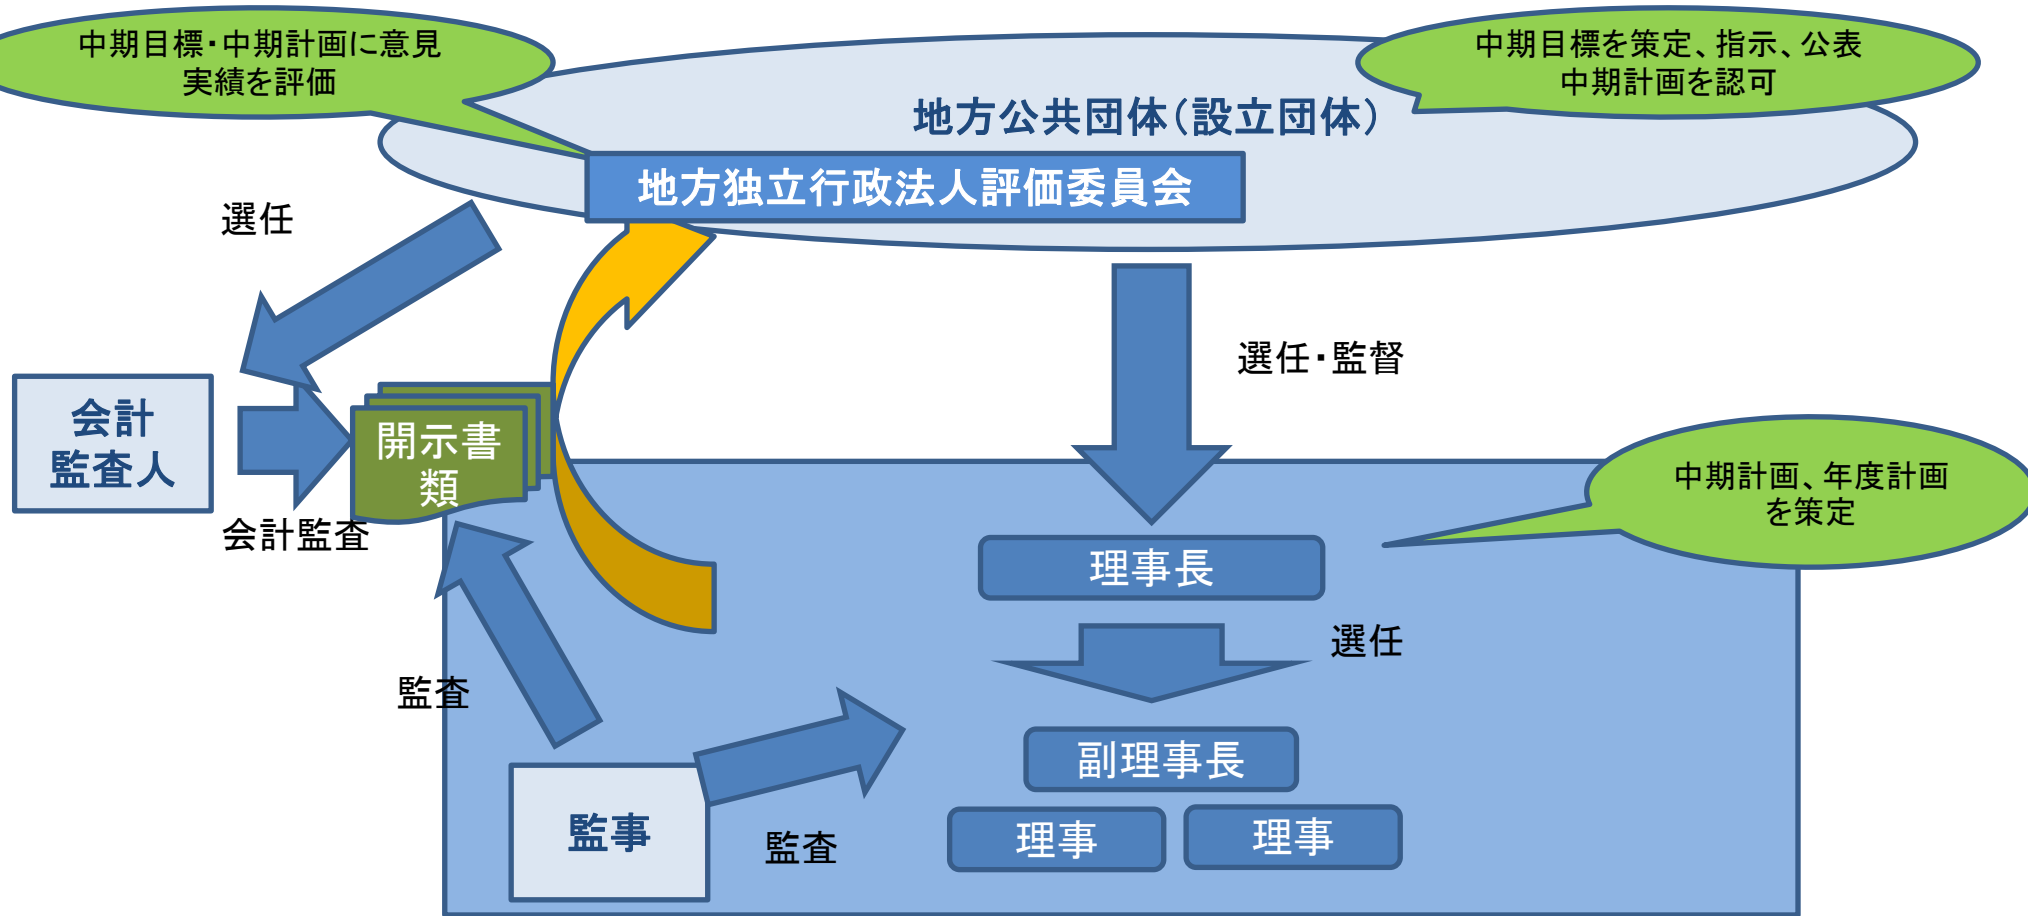 中期目標・中期計画に意見
実績を評価
中期目標を策定、指示、公表
中期計画を認可
地方公共団体（設立団体）
地方独立行政法人評価委員会
選任
選任・監督
会計
監査人
開示書
類
会計監査
中期計画、年度計画
を策定
理事長
選任
監査
副理事長
監事
監査
理事
理事